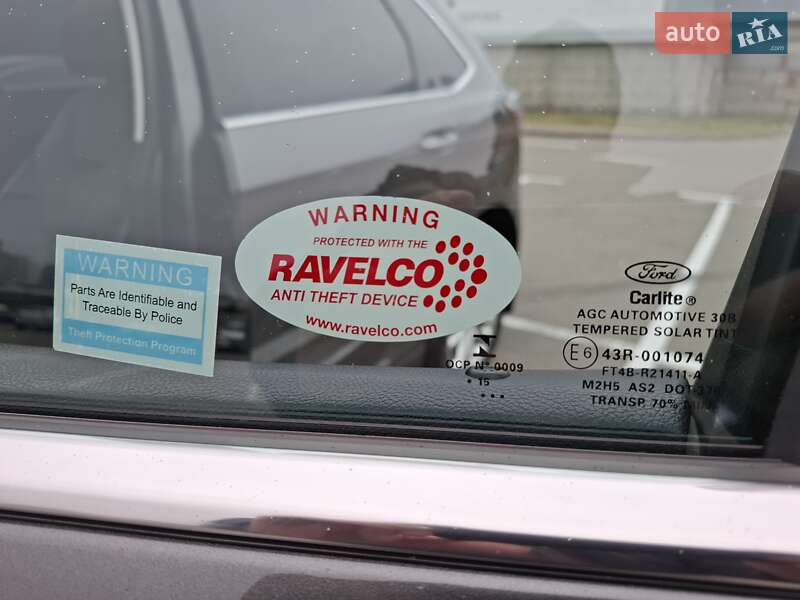 auto RIA.com
WARNING
Parts Are Identifiable and
Traceable By Police
Theft Protection Program
WARNING
PROTECTED WITH THE
RAVELCO
ANTI THEFT DEVICE
www.ravelco.com
OCP N° 0009
15
Ford
Carlite ®
AGC AUTOMOTIVE 30B
TEMPERED SOLAR TINT
E6 43R-001074
FT4B-R21411-A
M2H5 AS2 DOT
TRANSP 70%